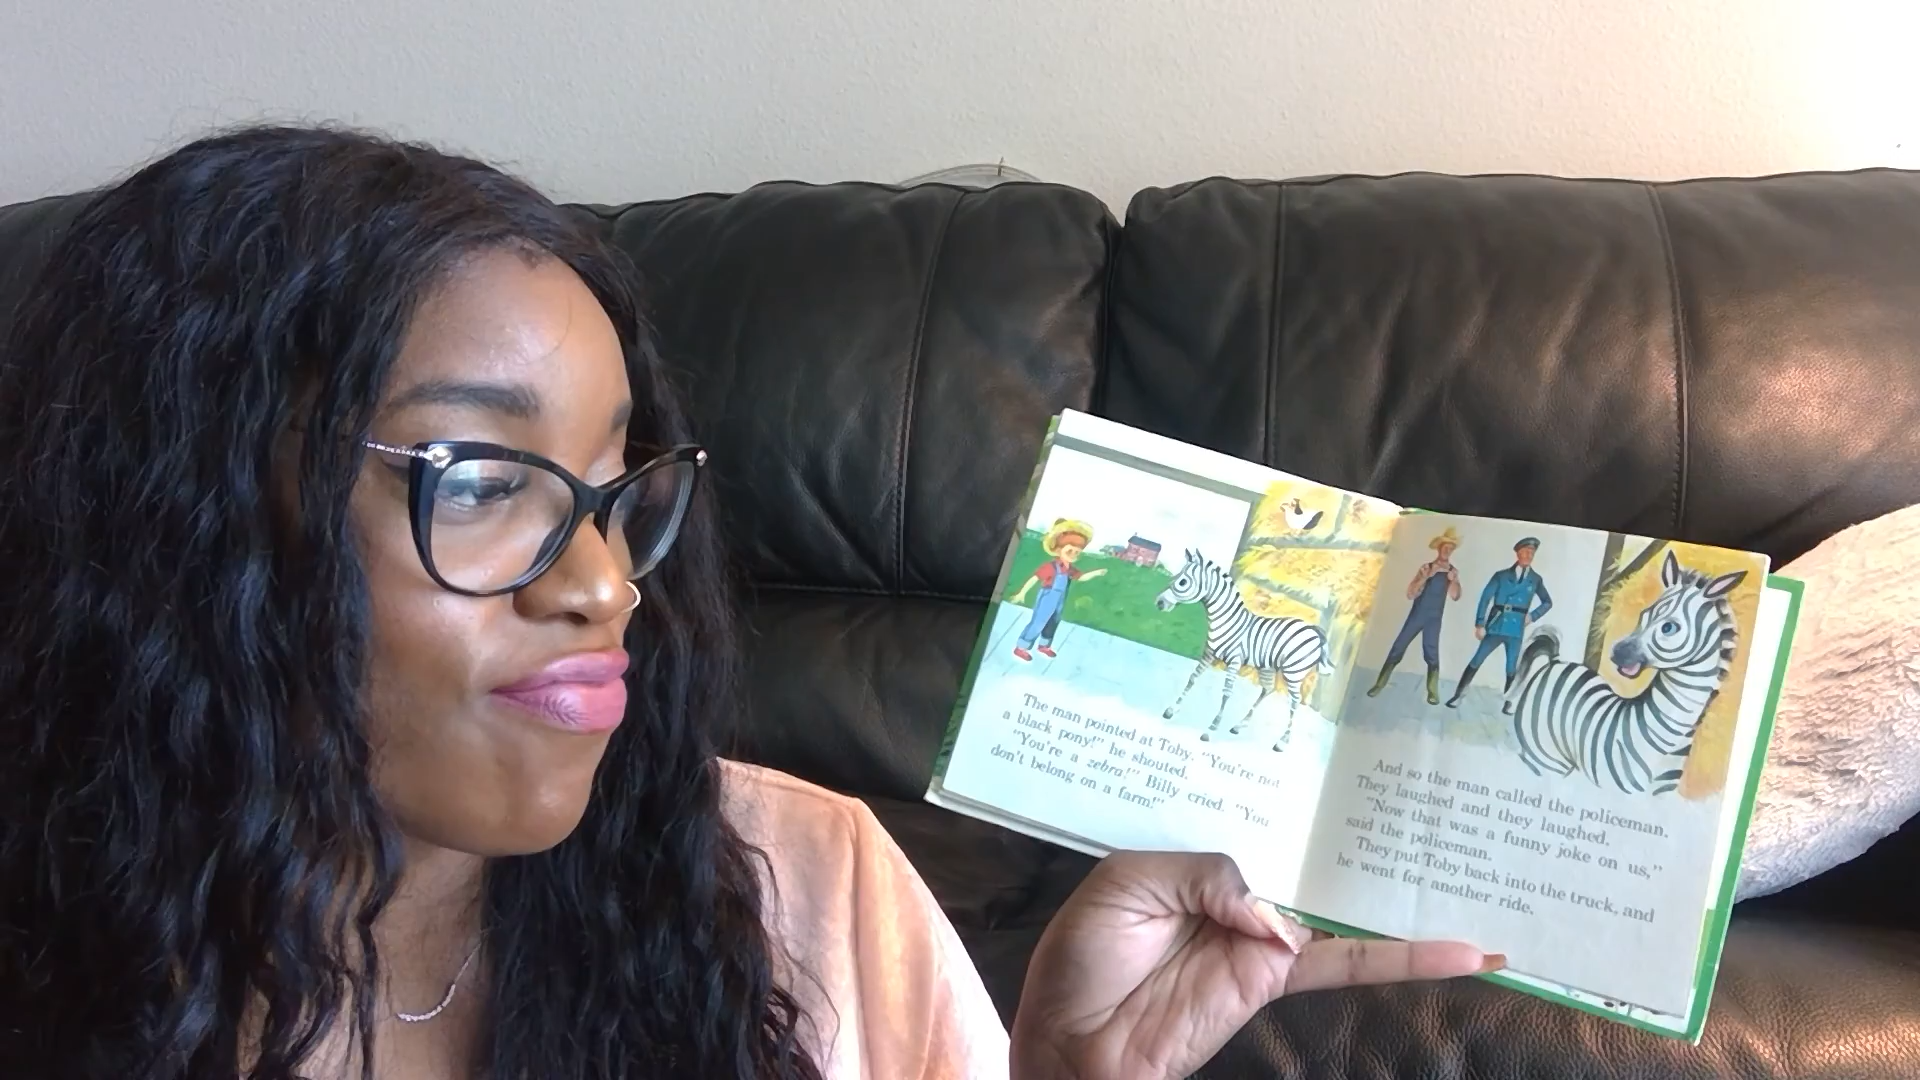 The man pointed at Toby. "You're not
a black pony!" he shouted.
"You're a zebra!" Billy cried. "You
don't belong on a farm!"
And so the man called the policeman.
They laughed and they laughed.
"Now that was a funny joke on us,"
said the policeman.
They put Toby back into the truck, and
he went for another ride.